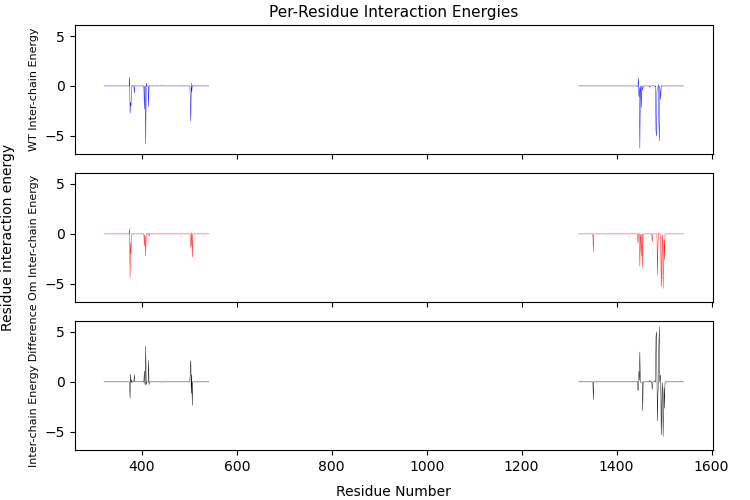 Per-Residue Interaction Energies
Residue interaction energy
WT Inter-chain Energy
5
0
−5
Om Inter-chain Energy
5
0
−5
Inter-chain Energy Difference
5
0
−5
400
600
800
1000
1200
1400
1600
Residue Number